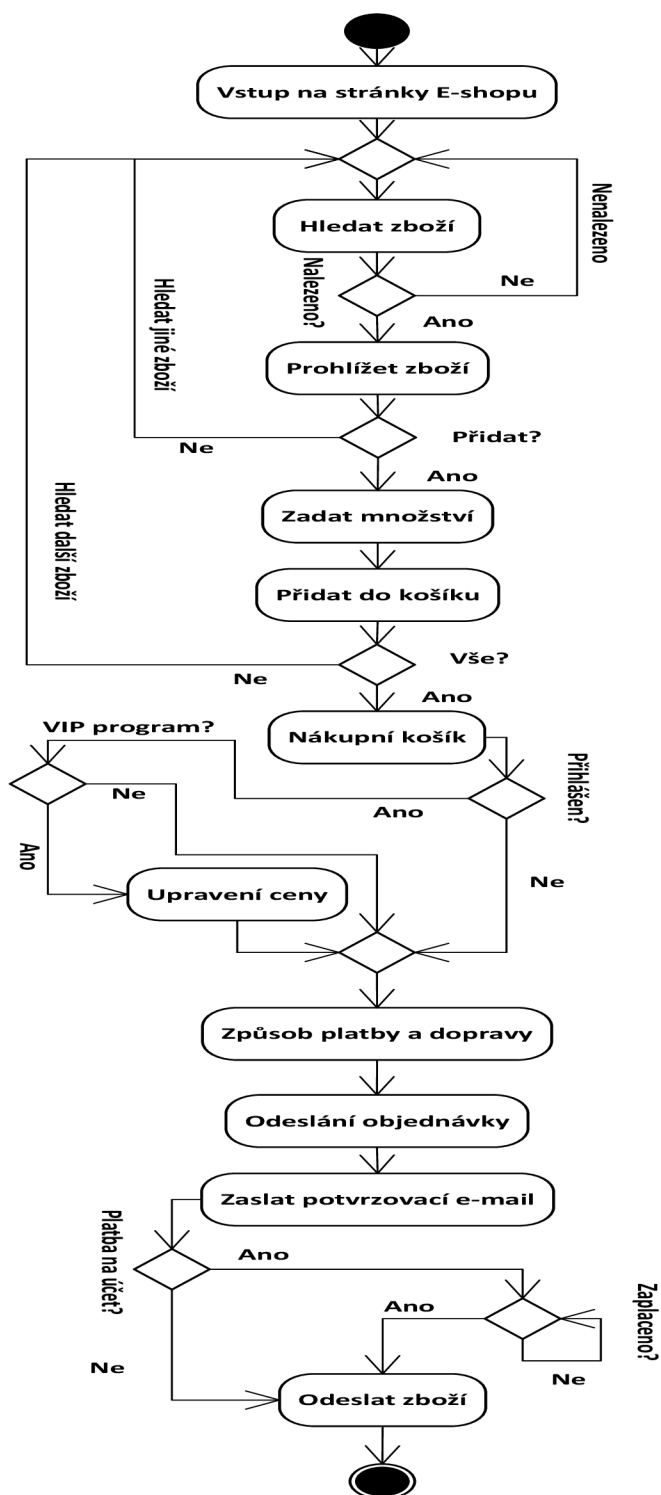 Vstup na stránky E-shopu
Nenalezeno
Hledat zboží
Nalezeno?
Ne
Ano
Hledat jiné zboží
Prohlížet zboží
Přidat?
Ne
Ano
Hledat další zboží
Zadat množství
Přidat do košíku
Vše?
Ne
Ano
Nákupní košík
VIP program?
Přihlášen?
Ne
Ano
Ano
Ne
Upravení ceny
Způsob platby a dopravy
Odeslání objednávky
Zaslat potvrzovací e-mail
Platba na účet?
Ano
Zaplaceno?
Ano
Ne
Ne
Odeslat zboží